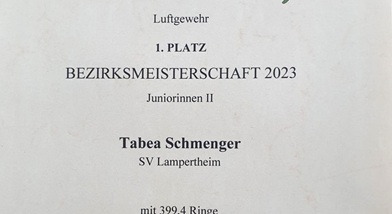 Luftgewehr
1. PLATZ
BEZIRKSMEISTERSCHAFT 2023
Juniorinnen II
Tabea Schmenger
SV Lampertheim
mit 399,4 Ringe